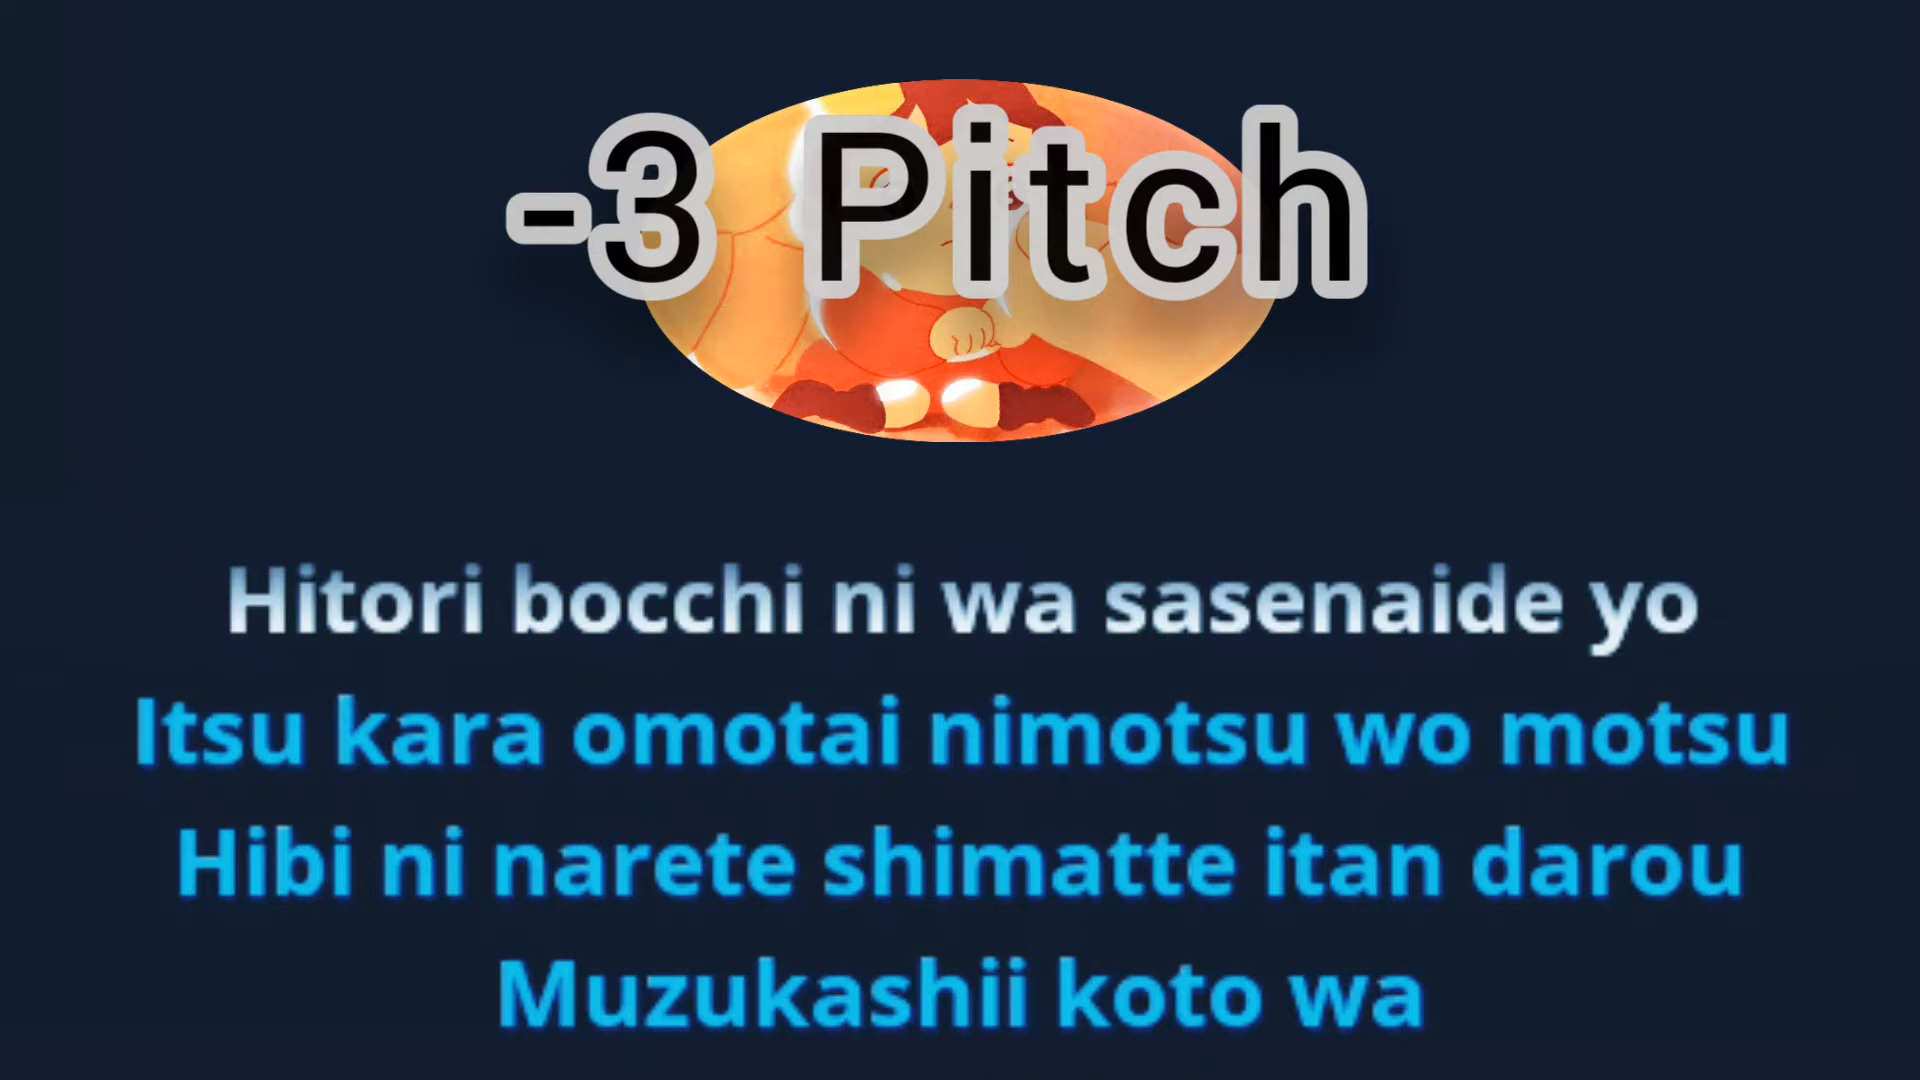 -3 Pitch
Hitori bocchi ni wa sasenaide yo
Itsu kara omotai nimotsu wo motsu
Hibi ni narete shimatte itan darou
Muzukashii koto wa